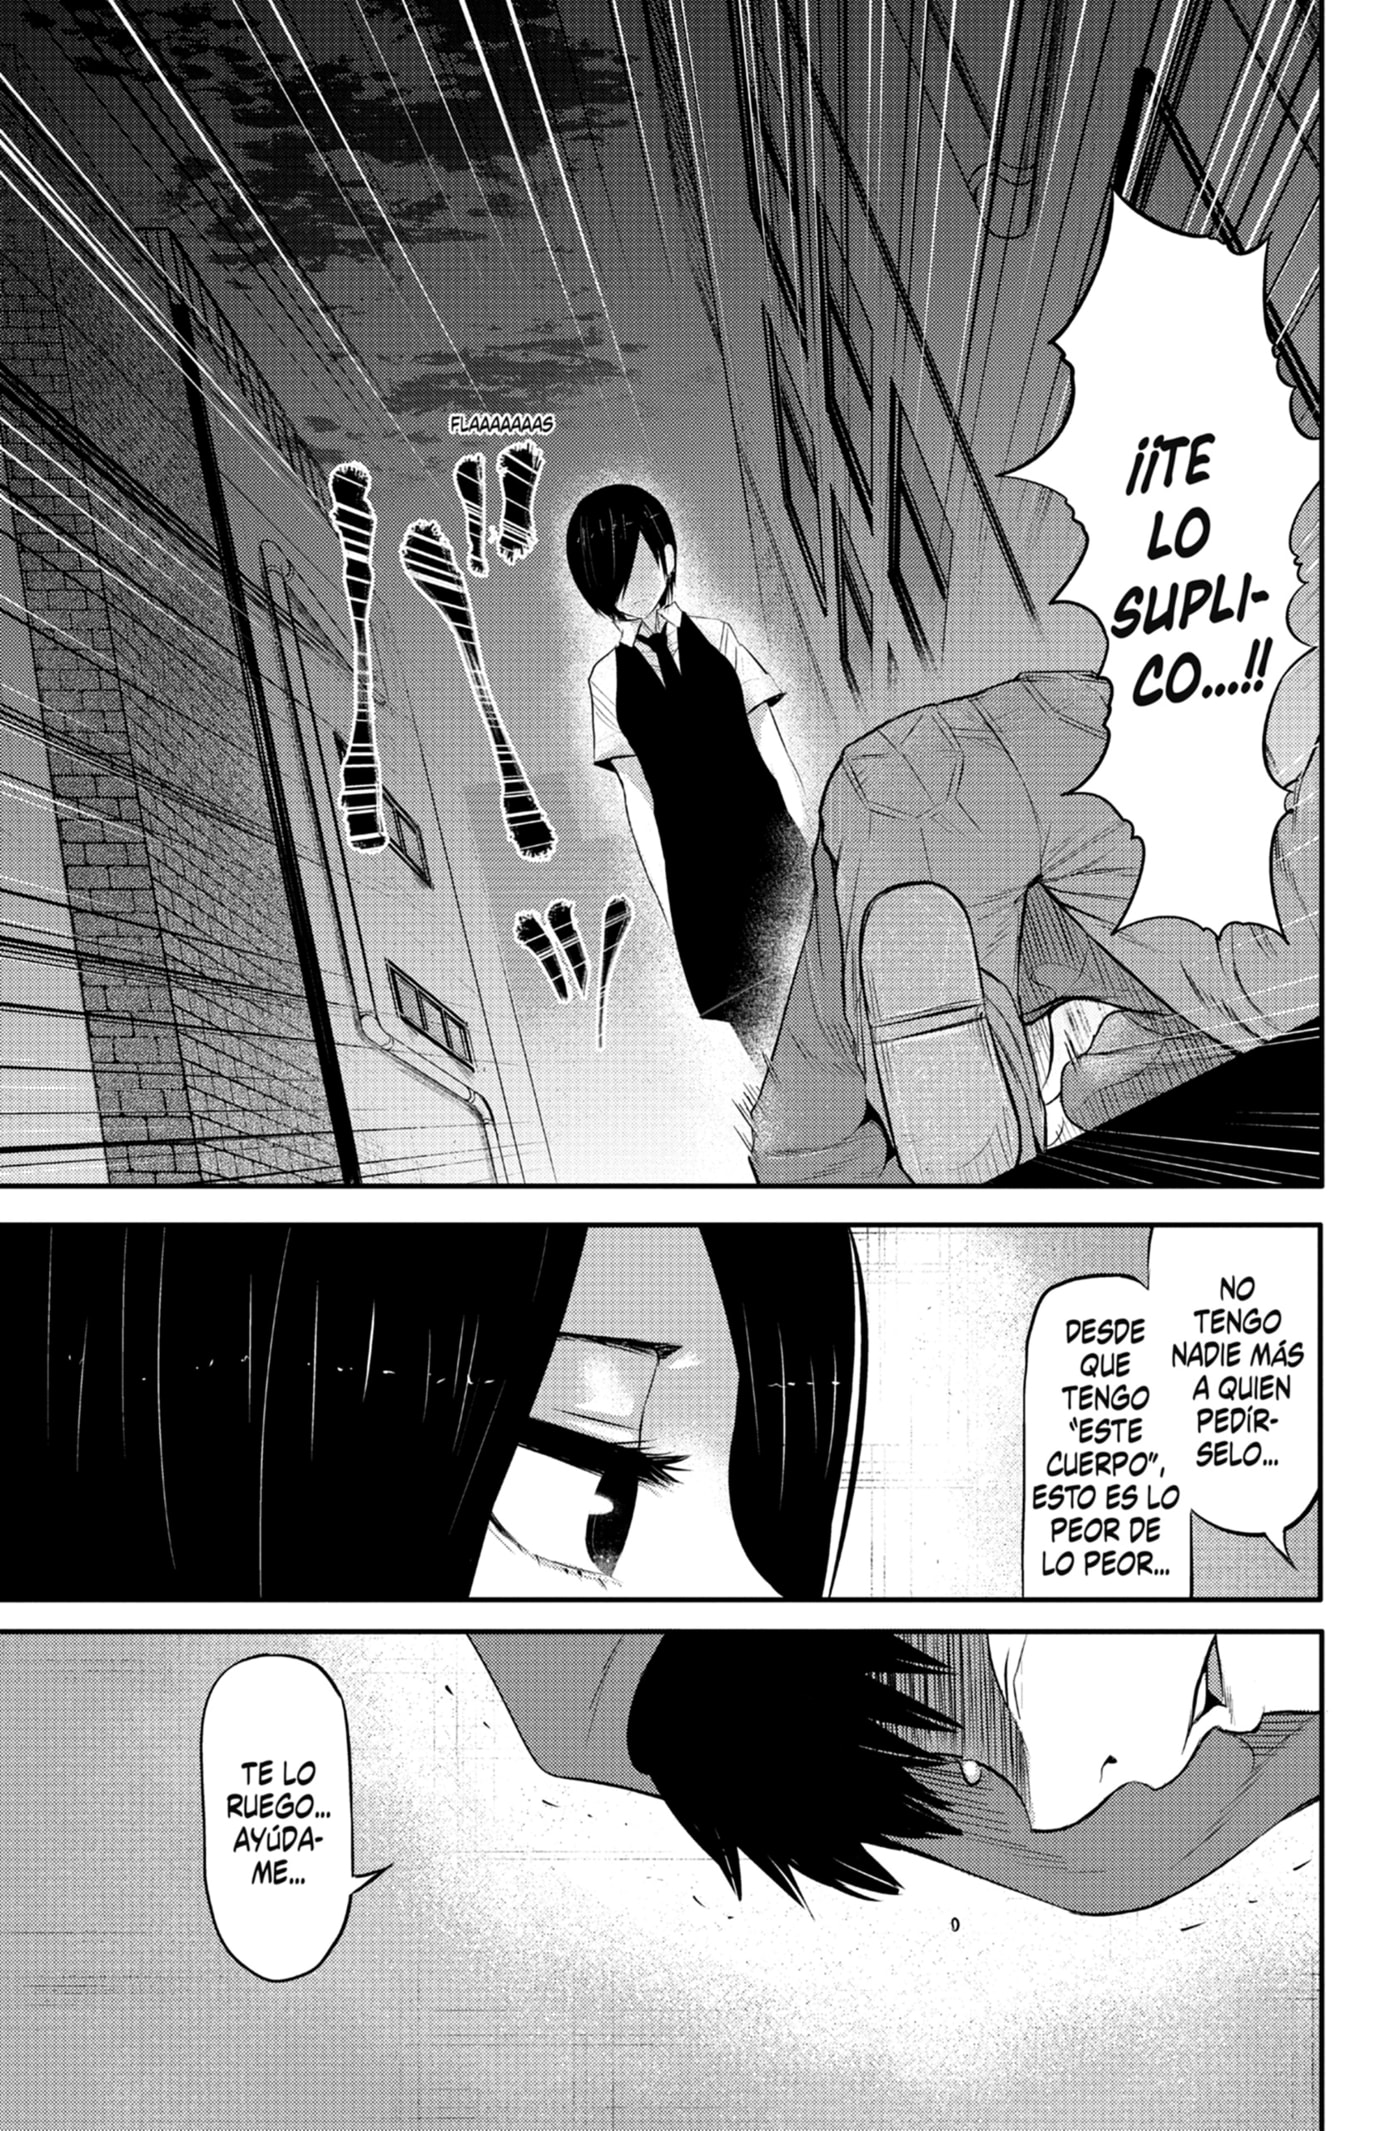 ¡¡TE
LO
SUPLI-
CO...!!
FLAAAAAAAS
NO
TENGO
NADIE MÁS
A QUIEN
PEDÍR-
SELO...
DESDE
QUE
TENGO
"ESTE
CUERPO",
ESTO ES LO
PEOR DE
LO PEOR...
TE LO
RUEGO...
AYÚDA-
ME...